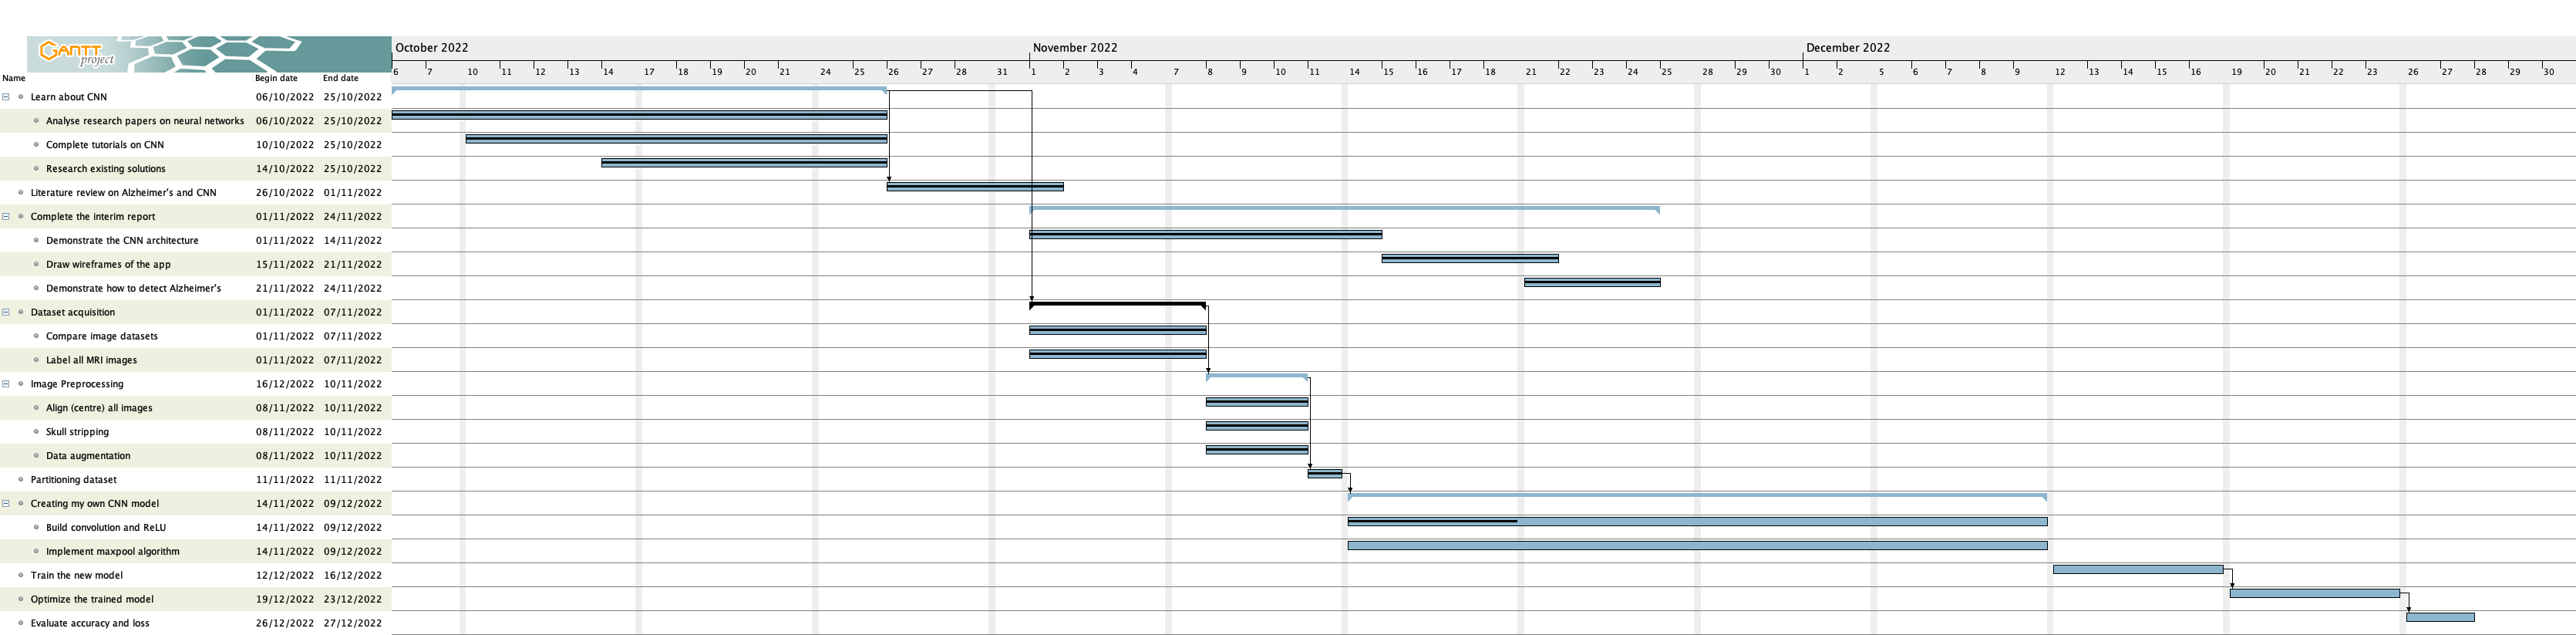 GANTT
project
October 2022 November 2022 December 2022
6 7 10 11 12 13 14 17 18 19 20 21 24 25 26 27 28 31 1 2 3 4 7 8 9 10 11 14 15 16 17 18 21 22 23 24 25 28 29 30 1 2 5 6 7 8 9 12 13 14 15 16 19 20 21 22 23 26 27 28 29 30
Name Begin date End date
Learn about CNN 06/10/2022 25/10/2022
Analyse research papers on neural networks 06/10/2022 25/10/2022
Complete tutorials on CNN 10/10/2022 25/10/2022
Research existing solutions 14/10/2022 25/10/2022
Literature review on Alzheimer's and CNN 26/10/2022 01/11/2022
Complete the interim report 01/11/2022 24/11/2022
Demonstrate the CNN architecture 01/11/2022 14/11/2022
Draw wireframes of the app 15/11/2022 21/11/2022
Demonstrate how to detect Alzheimer's 21/11/2022 24/11/2022
Dataset acquisition 01/11/2022 07/11/2022
Compare image datasets 01/11/2022 07/11/2022
Label all MRI images 01/11/2022 07/11/2022
Image Preprocessing 16/12/2022 10/11/2022
Align (centre) all images 08/11/2022 10/11/2022
Skull stripping 08/11/2022 10/11/2022
Data augmentation 08/11/2022 10/11/2022
Partitioning dataset 11/11/2022 11/11/2022
Creating my own CNN model 14/11/2022 09/12/2022
Build convolution and ReLU 14/11/2022 09/12/2022
Implement maxpool algorithm 14/11/2022 09/12/2022
Train the new model 12/12/2022 16/12/2022
Optimize the trained model 19/12/2022 23/12/2022
Evaluate accuracy and loss 26/12/2022 27/12/2022